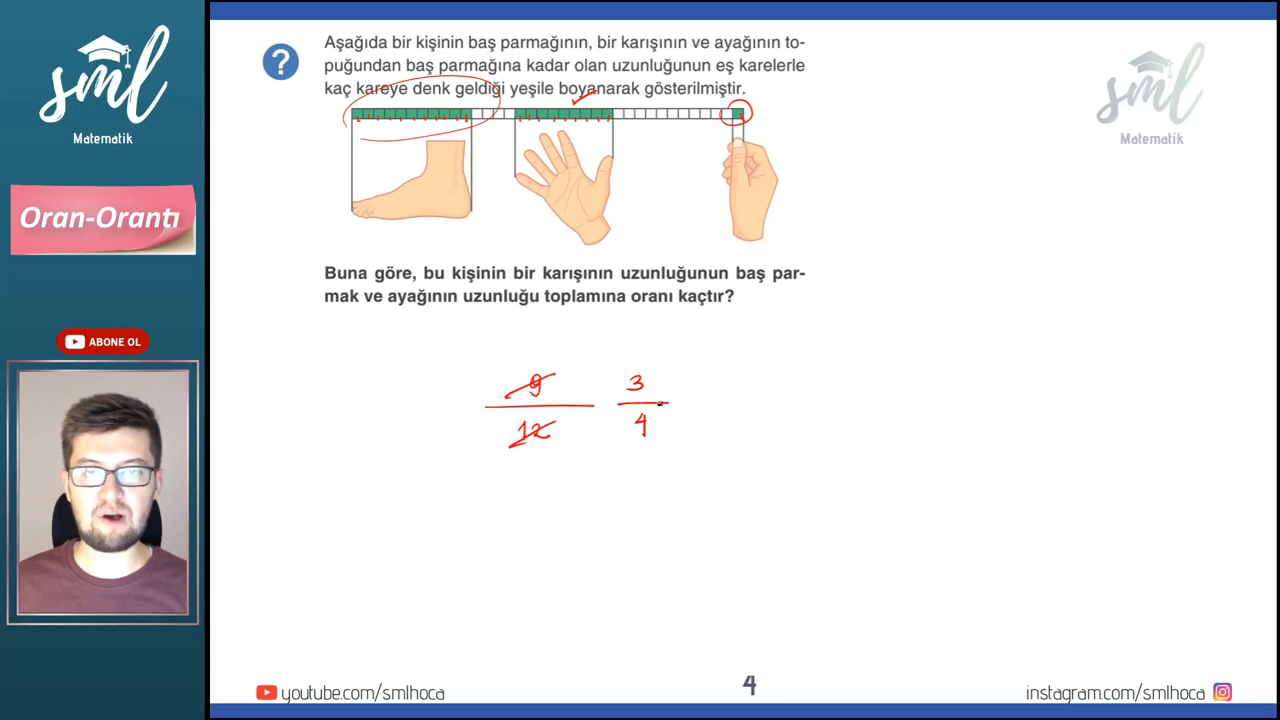 sml
Matematik
Oran-Orantı
ABONE OL
?
Aşağıda bir kişinin baş parmağının, bir karışının ve ayağının to-
puğundan baş parmağına kadar olan uzunluğunun eş karelerle
kaç kareye denk geldiği yeşile boyanarak gösterilmiştir.
Buna göre, bu kişinin bir karışının uzunluğunun baş par-
mak ve ayağının uzunluğu toplamına oranı kaçtır?
9 3
12 4
sml
Matematik
youtube.com/smlhoca
4
instagram.com/smlhoca